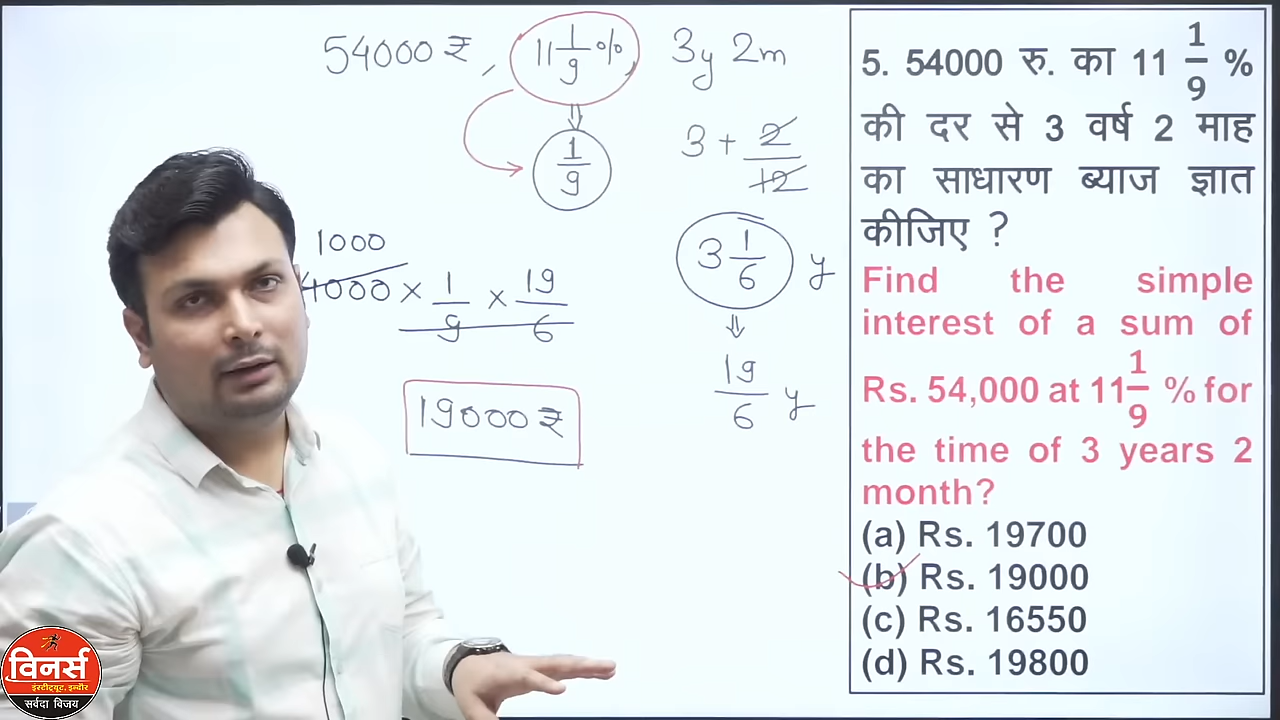 54000 ₹, 11 1/9 % 3y 2m
1/9
3 + 2/12
3 1/6 y
19/6 y
1000
4000 × 1/9 × 19/6
19000 ₹
5. 54000 रु. का 11 1/9 %
की दर से 3 वर्ष 2 माह
का साधारण ब्याज ज्ञात
कीजिए ?
Find the simple
interest of a sum of
Rs. 54,000 at 11 1/9 % for
the time of 3 years 2
month?
(a) Rs. 19700
(b) Rs. 19000
(c) Rs. 16550
(d) Rs. 19800
विनर्स
इंस्टीट्यूट, इन्दौर
सर्वदा विजय